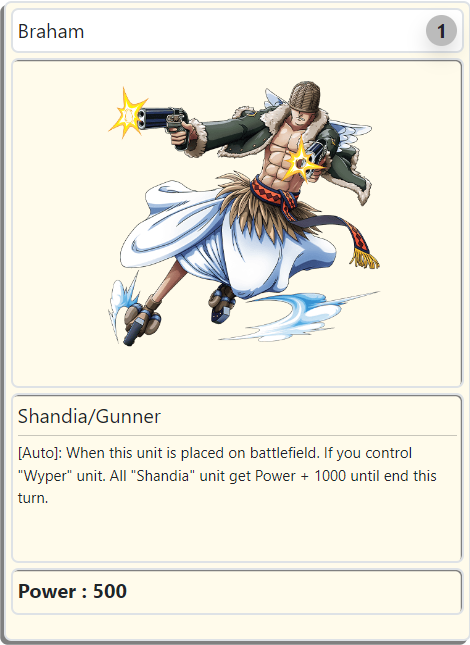 Braham
1
Shandia/Gunner
[Auto]: When this unit is placed on battlefield. If you control
"Wyper" unit. All "Shandia" unit get Power + 1000 until end this
turn.
Power : 500